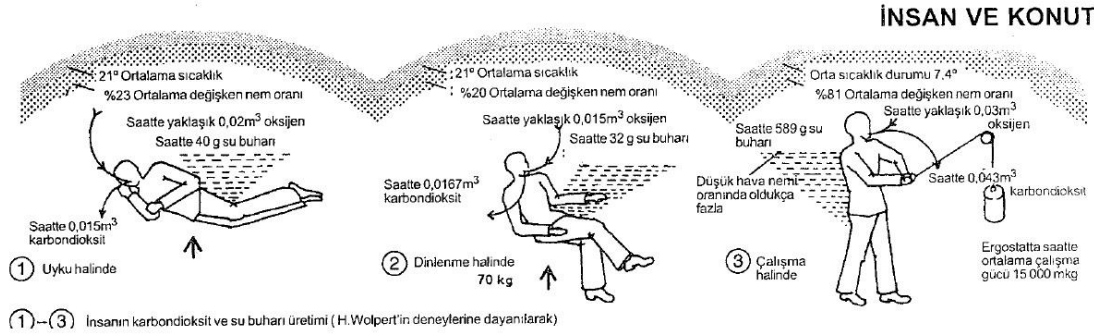 İNSAN VE KONUT
21° Ortalama sıcaklık
%23 Ortalama değişken nem oranı
Saatte yaklaşık 0,02m³ oksijen
Saatte 40 g su buharı
Saatte 0,015m³
karbondioksit
1 Uyku halinde
21° Ortalama sıcaklık
%20 Ortalama değişken nem oranı
Saatte yaklaşık 0,015m³ oksijen
Saatte 32 g su buharı
Saatte 0,0167m³
karbondioksit
2 Dinlenme halinde
70 kg
Orta sıcaklık durumu 7,4°
%81 Ortalama değişken nem oranı
Saatte yaklaşık 0,03m³
oksijen
Saatte 589 g su
buharı
Düşük hava nemi
oranında oldukça
fazla
Saatte 0,043m³
karbondioksit
3 Çalışma
halinde
Ergostatta saatte
ortalama çalışma
gücü 15 000 mkg
1–3 İnsanın karbondioksit ve su buharı üretimi ( H.Wolpert'in deneylerine dayanılarak)